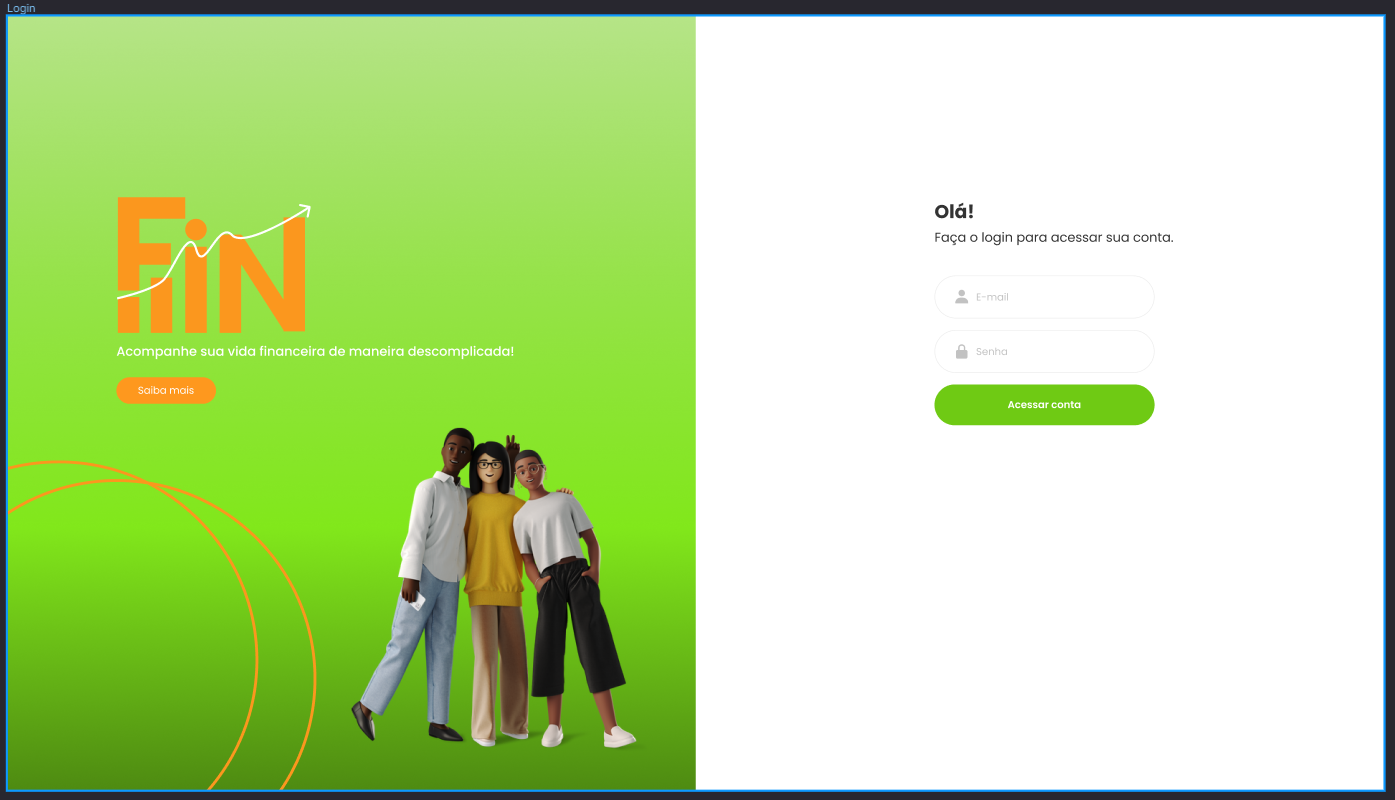 Login
FiN
Acompanhe sua vida financeira de maneira descomplicada!
Saiba mais
Olá!
Faça o login para acessar sua conta.
E-mail
Senha
Acessar conta